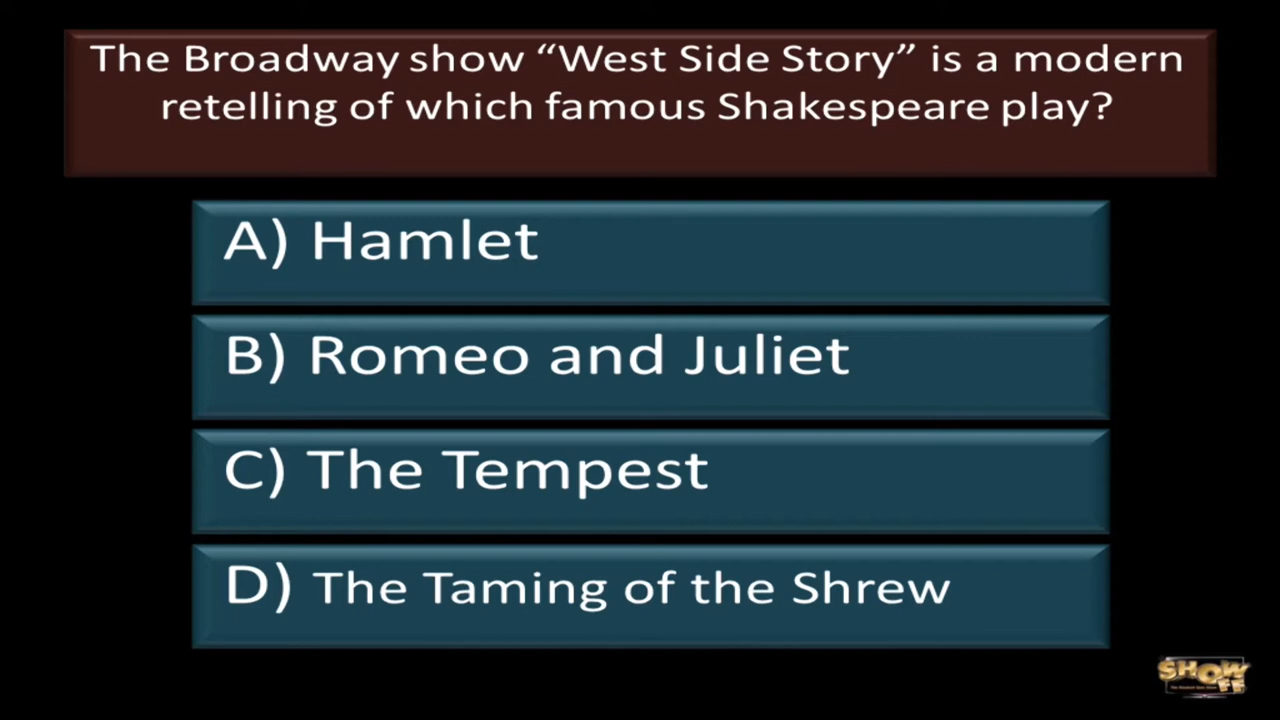 The Broadway show “West Side Story” is a modern
retelling of which famous Shakespeare play?
A) Hamlet
B) Romeo and Juliet
C) The Tempest
D) The Taming of the Shrew
SHOW